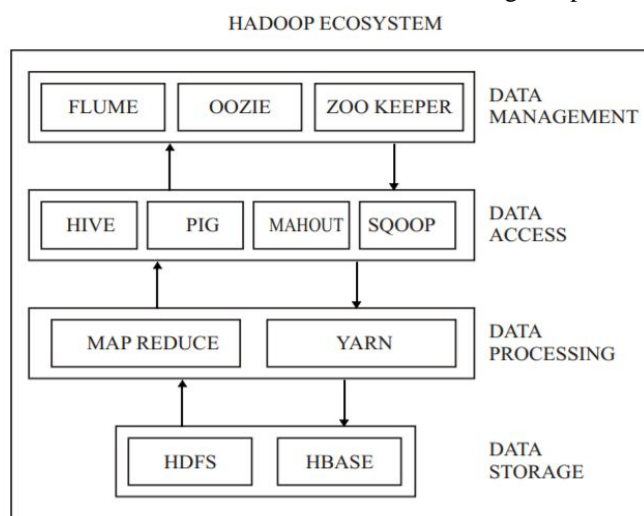 HADOOP ECOSYSTEM
FLUME OOZIE ZOO KEEPER
DATA
MANAGEMENT
HIVE PIG MAHOUT SQOOP
DATA
ACCESS
MAP REDUCE YARN
DATA
PROCESSING
HDFS HBASE
DATA
STORAGE